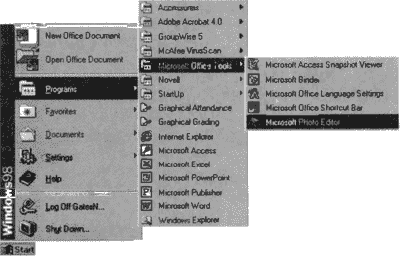 New Office Document
Open Office Document
Programs
Favorites
Documents
Settings
Help
Log Off GatesN...
Shut Down...
Windows98
Start
Accessories
Adobe Acrobat 4.0
GroupWise 5
McAfee VirusScan
Microsoft Office Tools
Novell
StartUp
Graphical Attendance
Graphical Grading
Internet Explorer
Microsoft Access
Microsoft Excel
Microsoft PowerPoint
Microsoft Publisher
Microsoft Word
Windows Explorer
Microsoft Access Snapshot Viewer
Microsoft Binder
Microsoft Office Language Settings
Microsoft Office Shortcut Bar
Microsoft Photo Editor